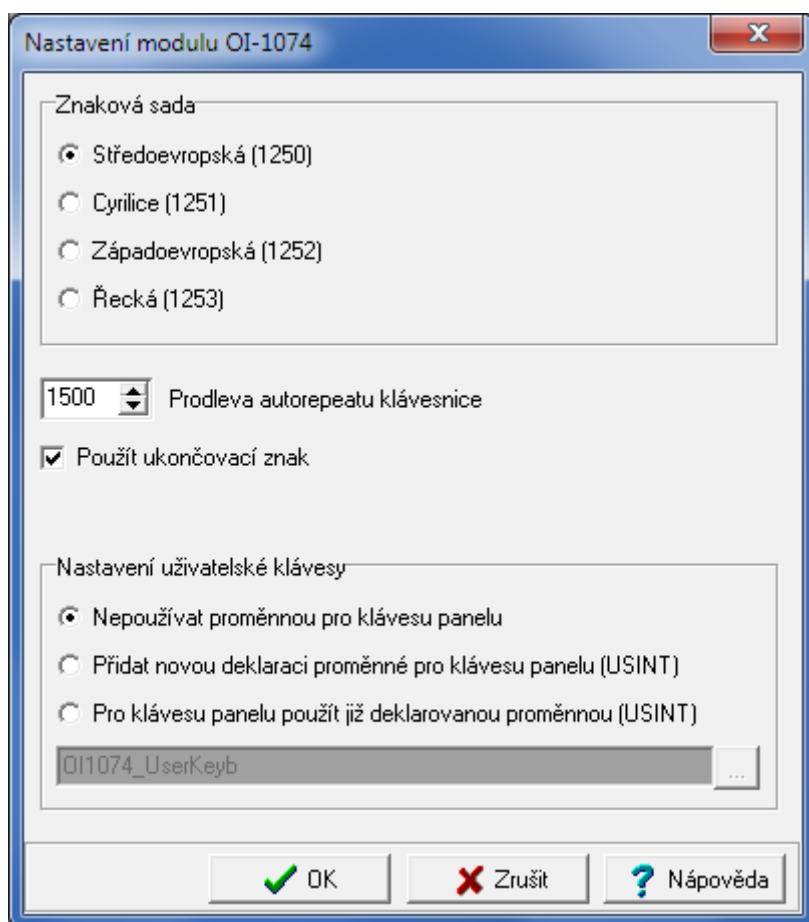 Nastavení modulu OI-1074
Znaková sada
Středoevropská (1250)
Cyrilice (1251)
Západoevropská (1252)
Řecká (1253)
1500 Prodleva autorepeatu klávesnice
Použít ukončovací znak
Nastavení uživatelské klávesy
Nepoužívat proměnnou pro klávesu panelu
Přidat novou deklaraci proměnné pro klávesu panelu (USINT)
Pro klávesu panelu použít již deklarovanou proměnnou (USINT)
OI1074_UserKeyb ...
OK Zrušit Nápověda